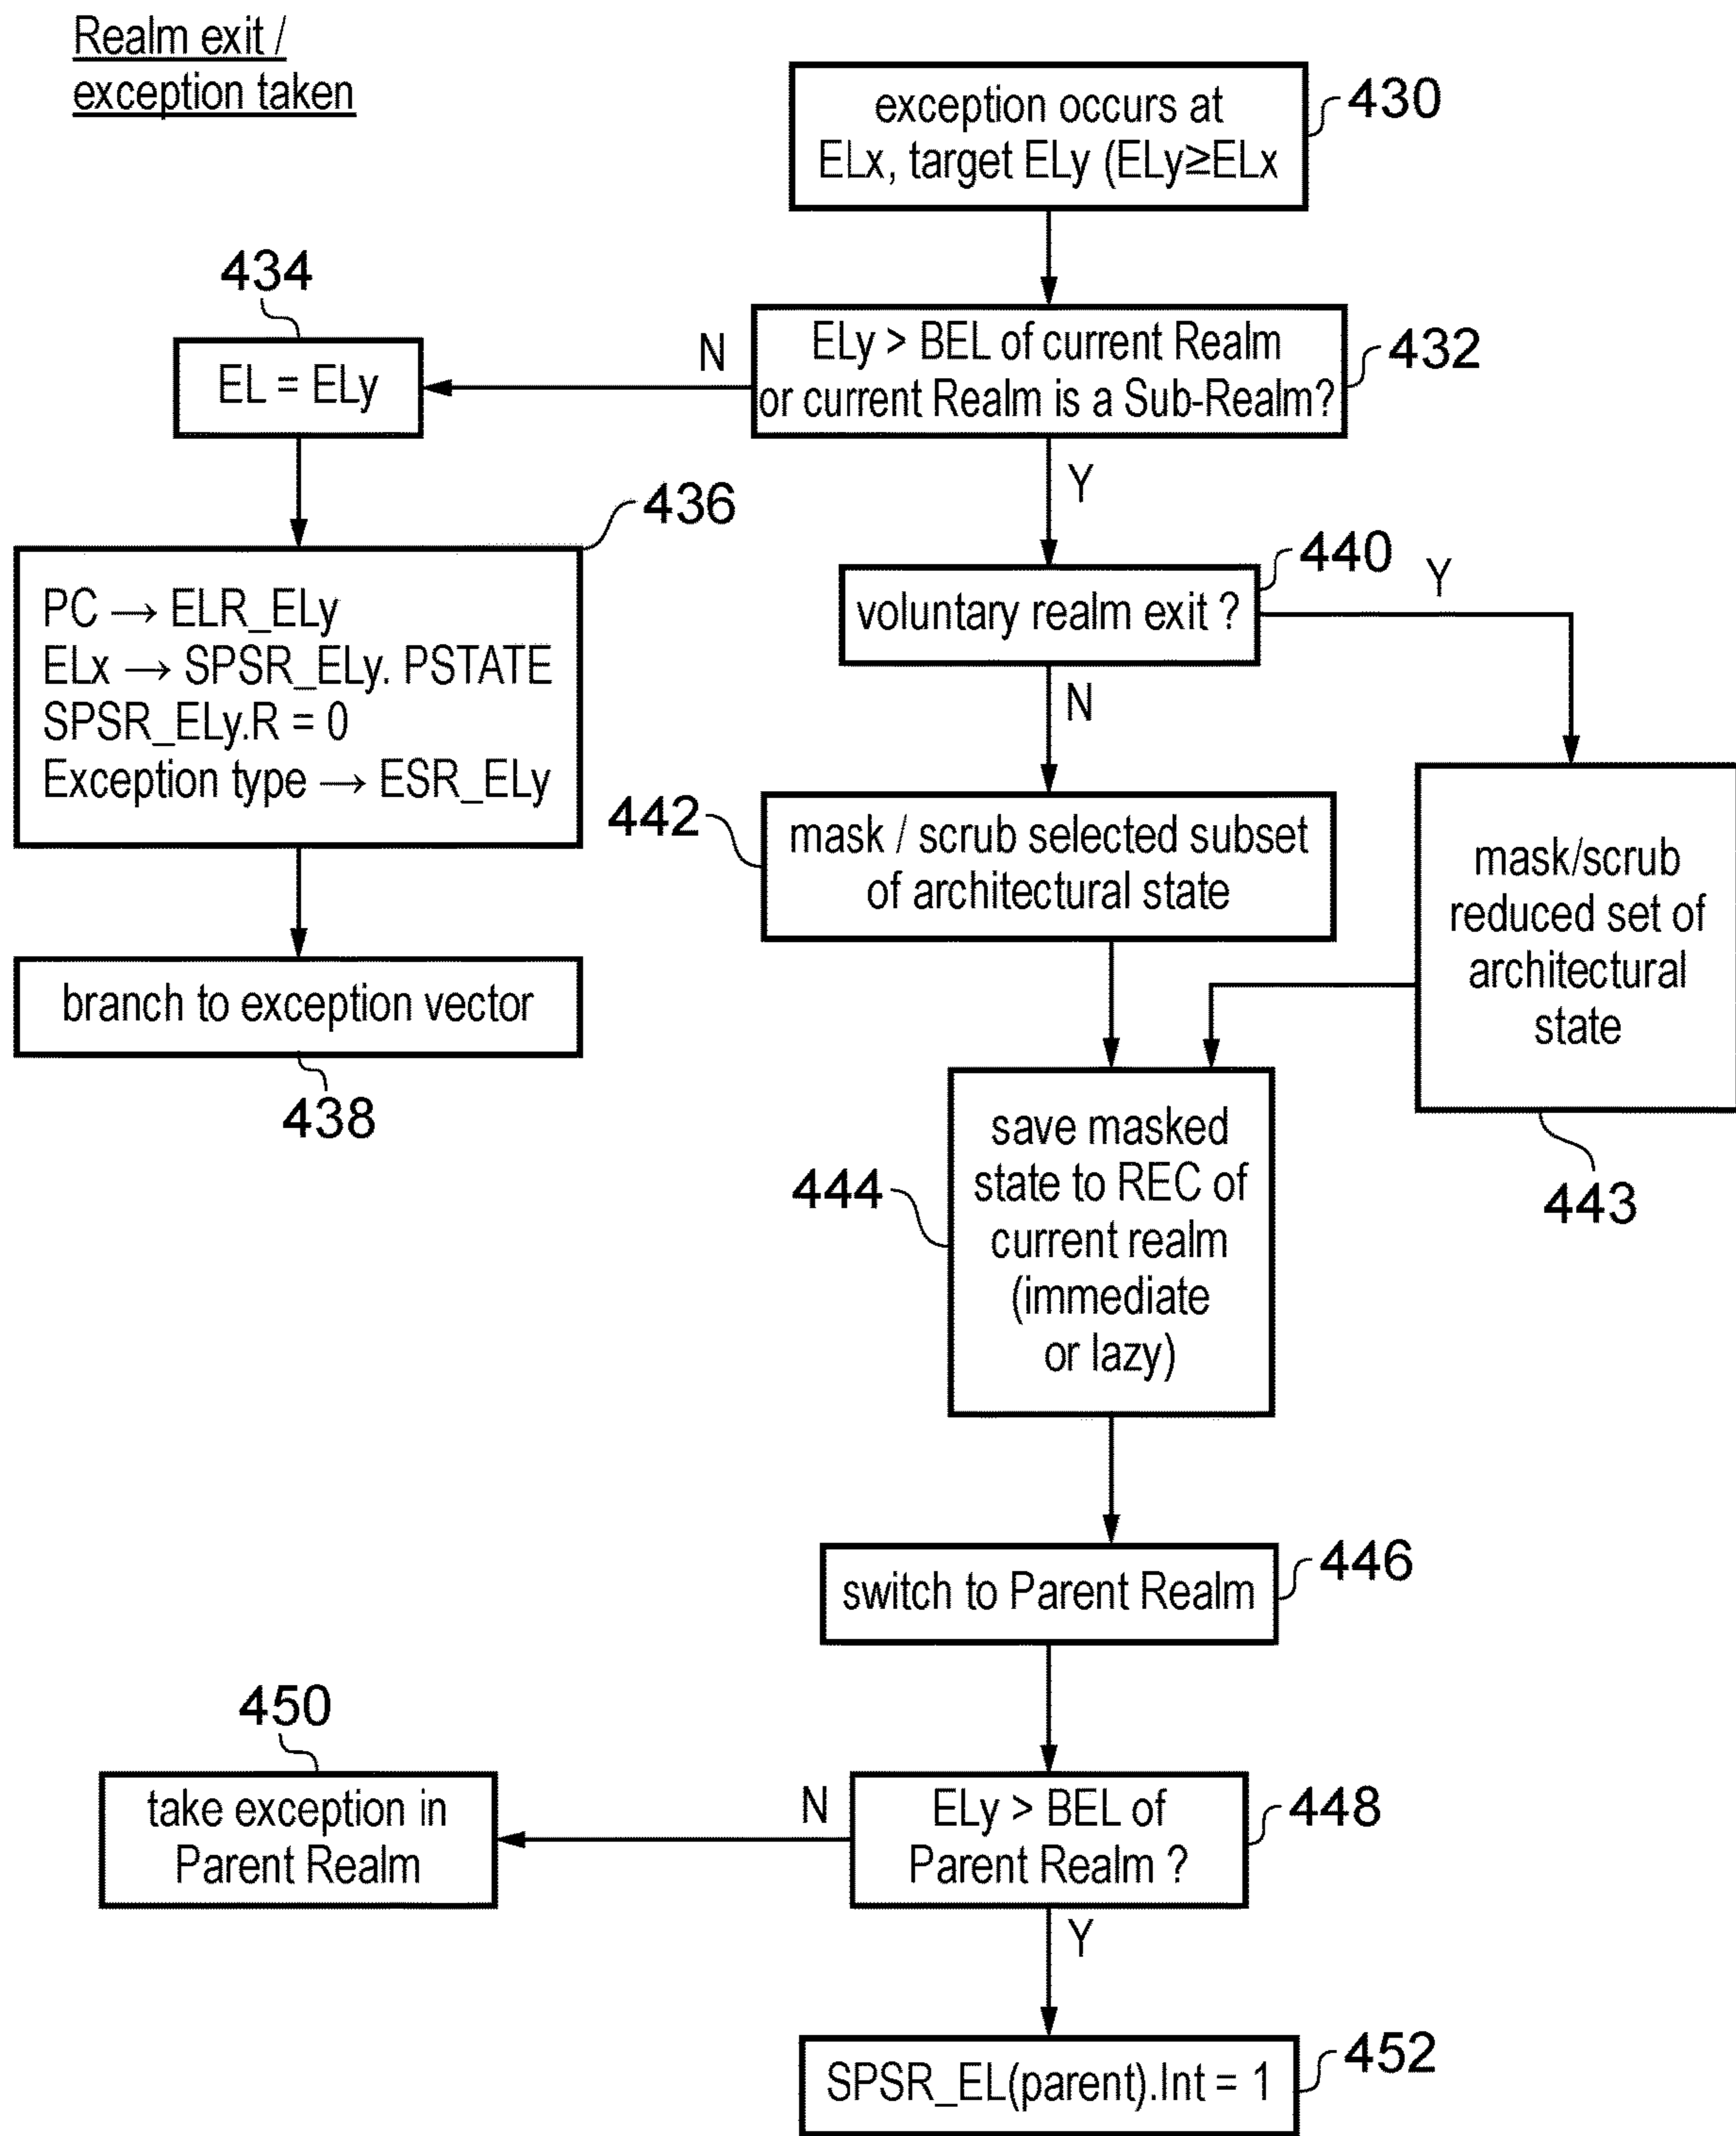 Realm exit /
exception taken
exception occurs at
ELx, target ELy (ELy≥ELx
430
434
EL = ELy
N
ELy > BEL of current Realm
or current Realm is a Sub-Realm?
432
Y
436
PC → ELR_ELy
ELx → SPSR_ELy. PSTATE
SPSR_ELy.R = 0
Exception type → ESR_ELy
branch to exception vector
438
440
voluntary realm exit ?
Y
N
442
mask / scrub selected subset
of architectural state
mask/scrub
reduced set of
architectural
state
443
444
save masked
state to REC of
current realm
(immediate
or lazy)
446
switch to Parent Realm
450
take exception in
Parent Realm
N
ELy > BEL of
Parent Realm ?
448
Y
SPSR_EL(parent).Int = 1
452